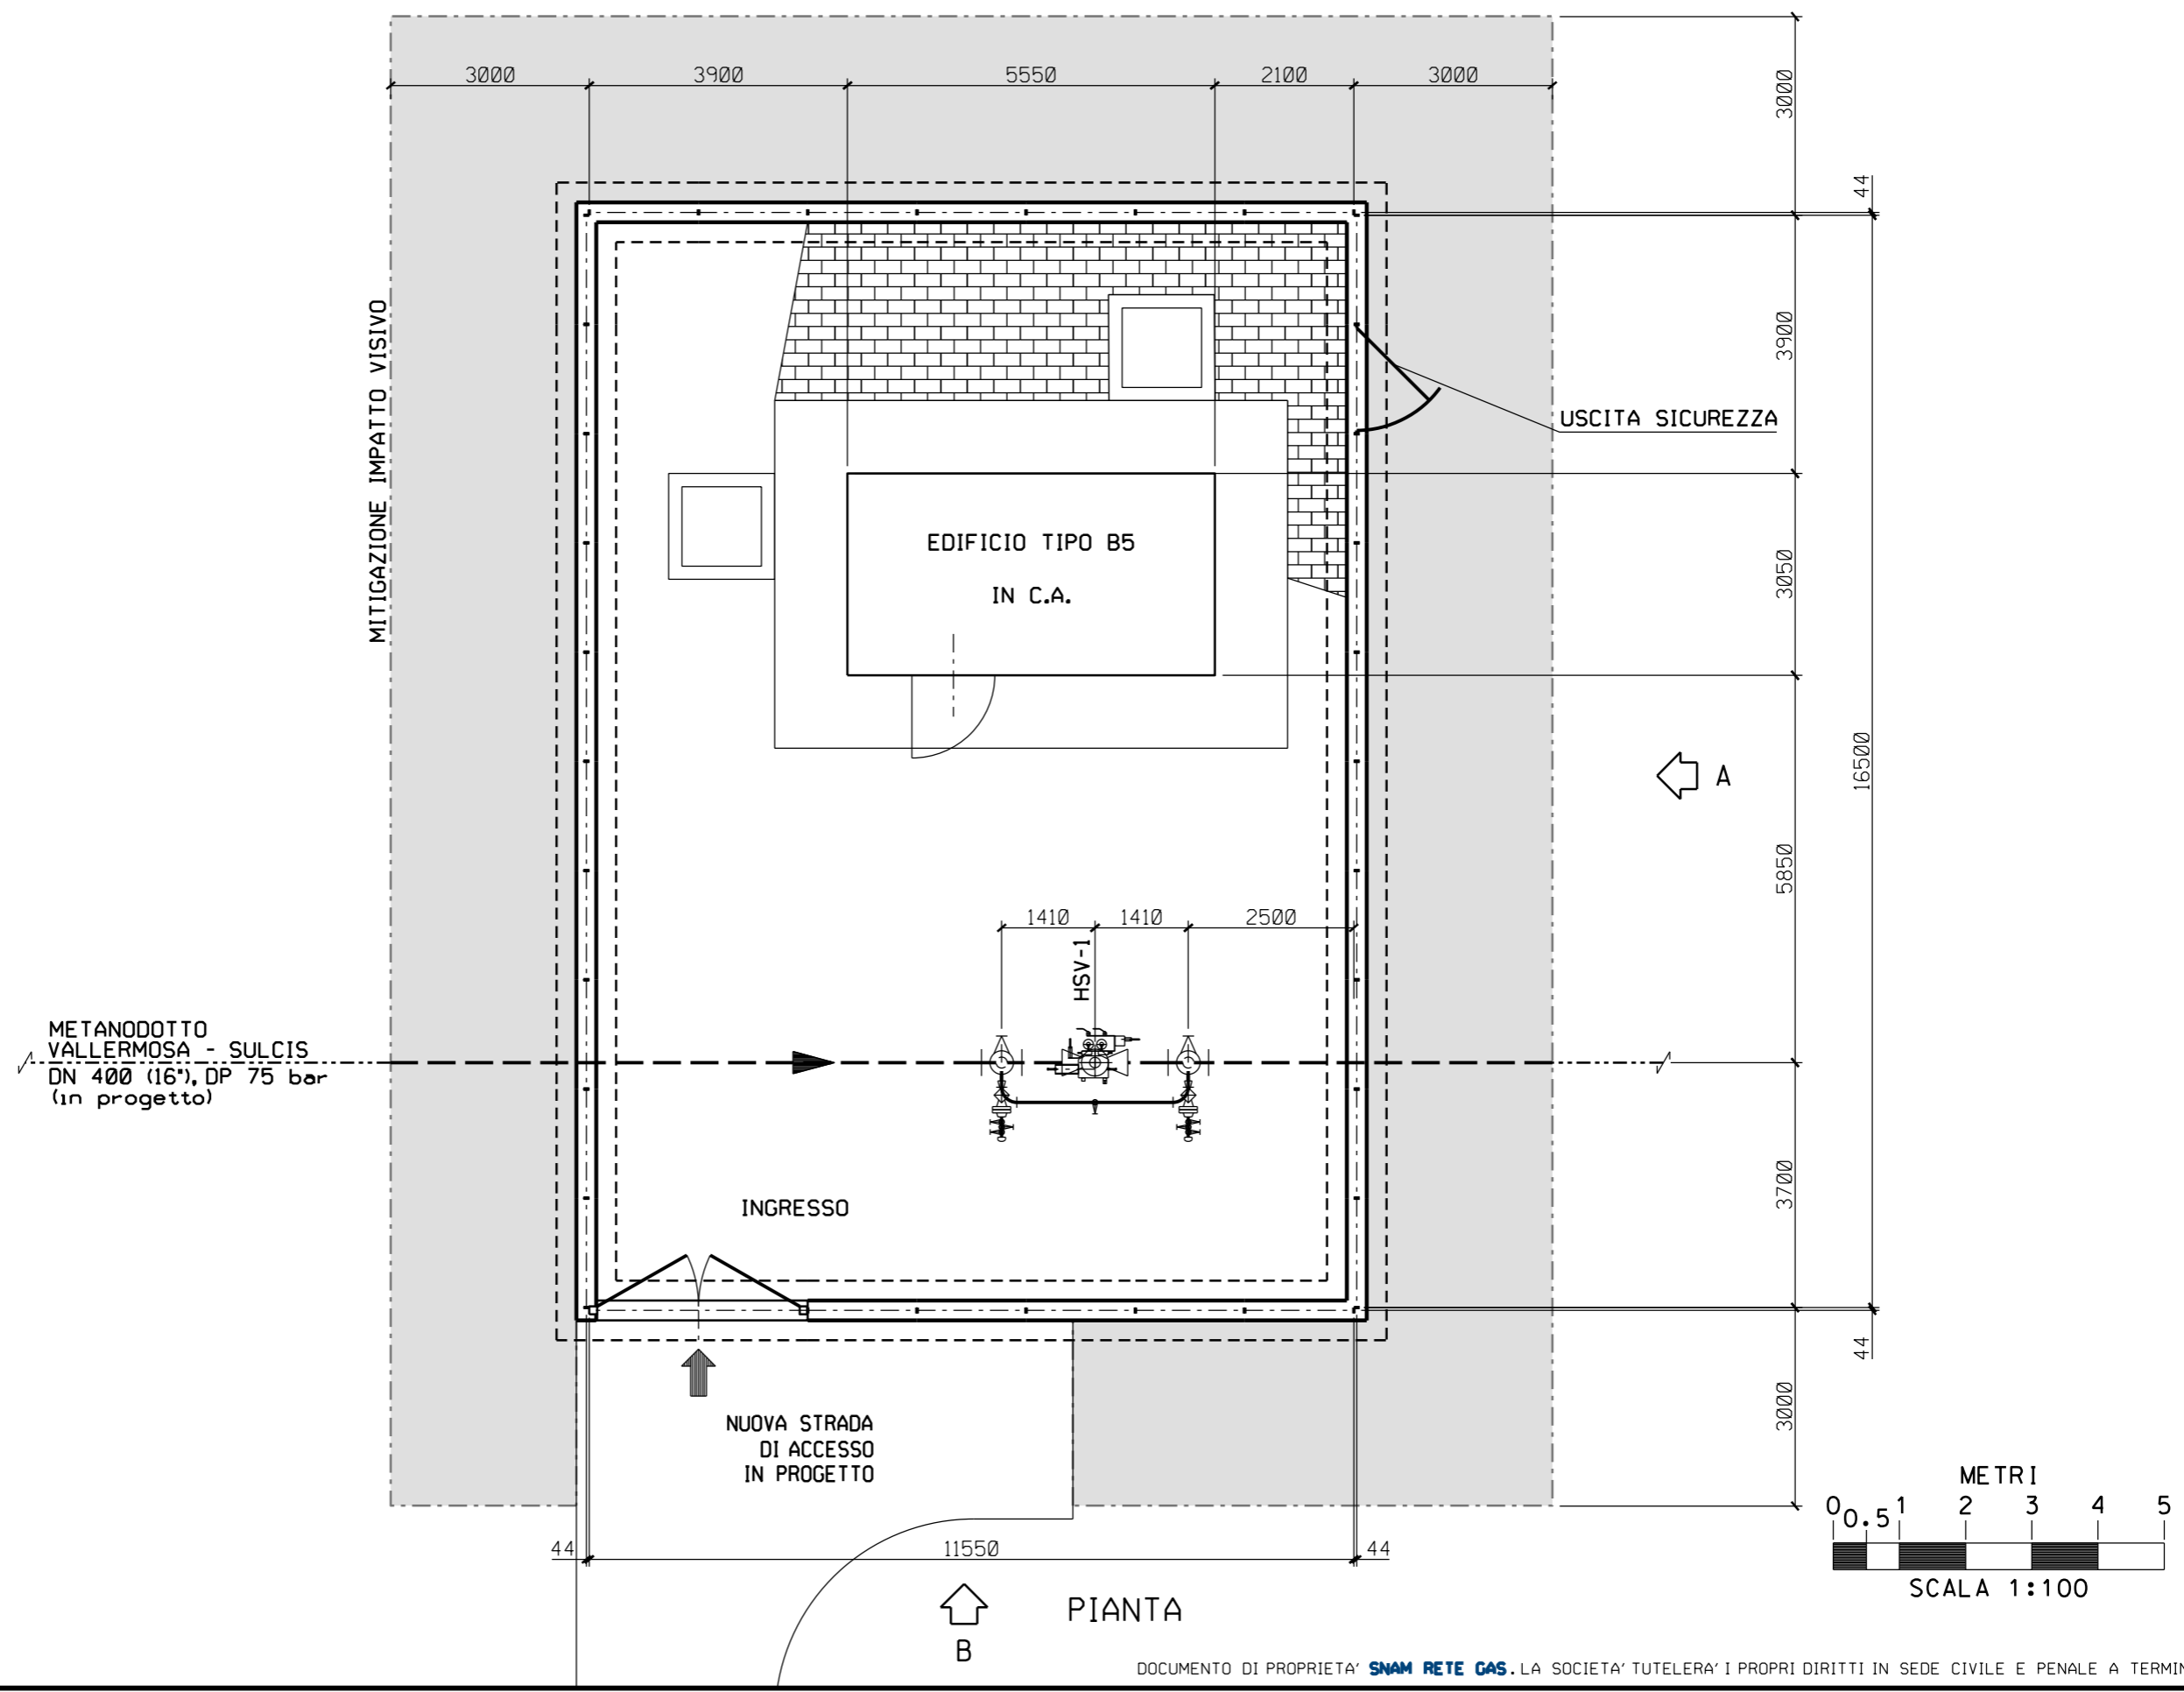 3000
3900
5550
2100
3000
3000
44
MITIGAZIONE IMPATTO VISIVO
3900
USCITA SICUREZZA
EDIFICIO TIPO B5
IN C.A.
3050
A
16500
5850
1410
1410
2500
HSV-1
METANODOTTO
VALLERMOSA - SULCIS
DN 400 (16"), DP 75 bar
(in progetto)
3700
INGRESSO
44
NUOVA STRADA
DI ACCESSO
IN PROGETTO
3000
METRI
0 0.5 1 2 3 4 5
SCALA 1:100
44
11550
44
B
PIANTA
DOCUMENTO DI PROPRIETA' SNAM RETE GAS. LA SOCIETA' TUTELERA' I PROPRI DIRITTI IN SEDE CIVILE E PENALE A TERMIN